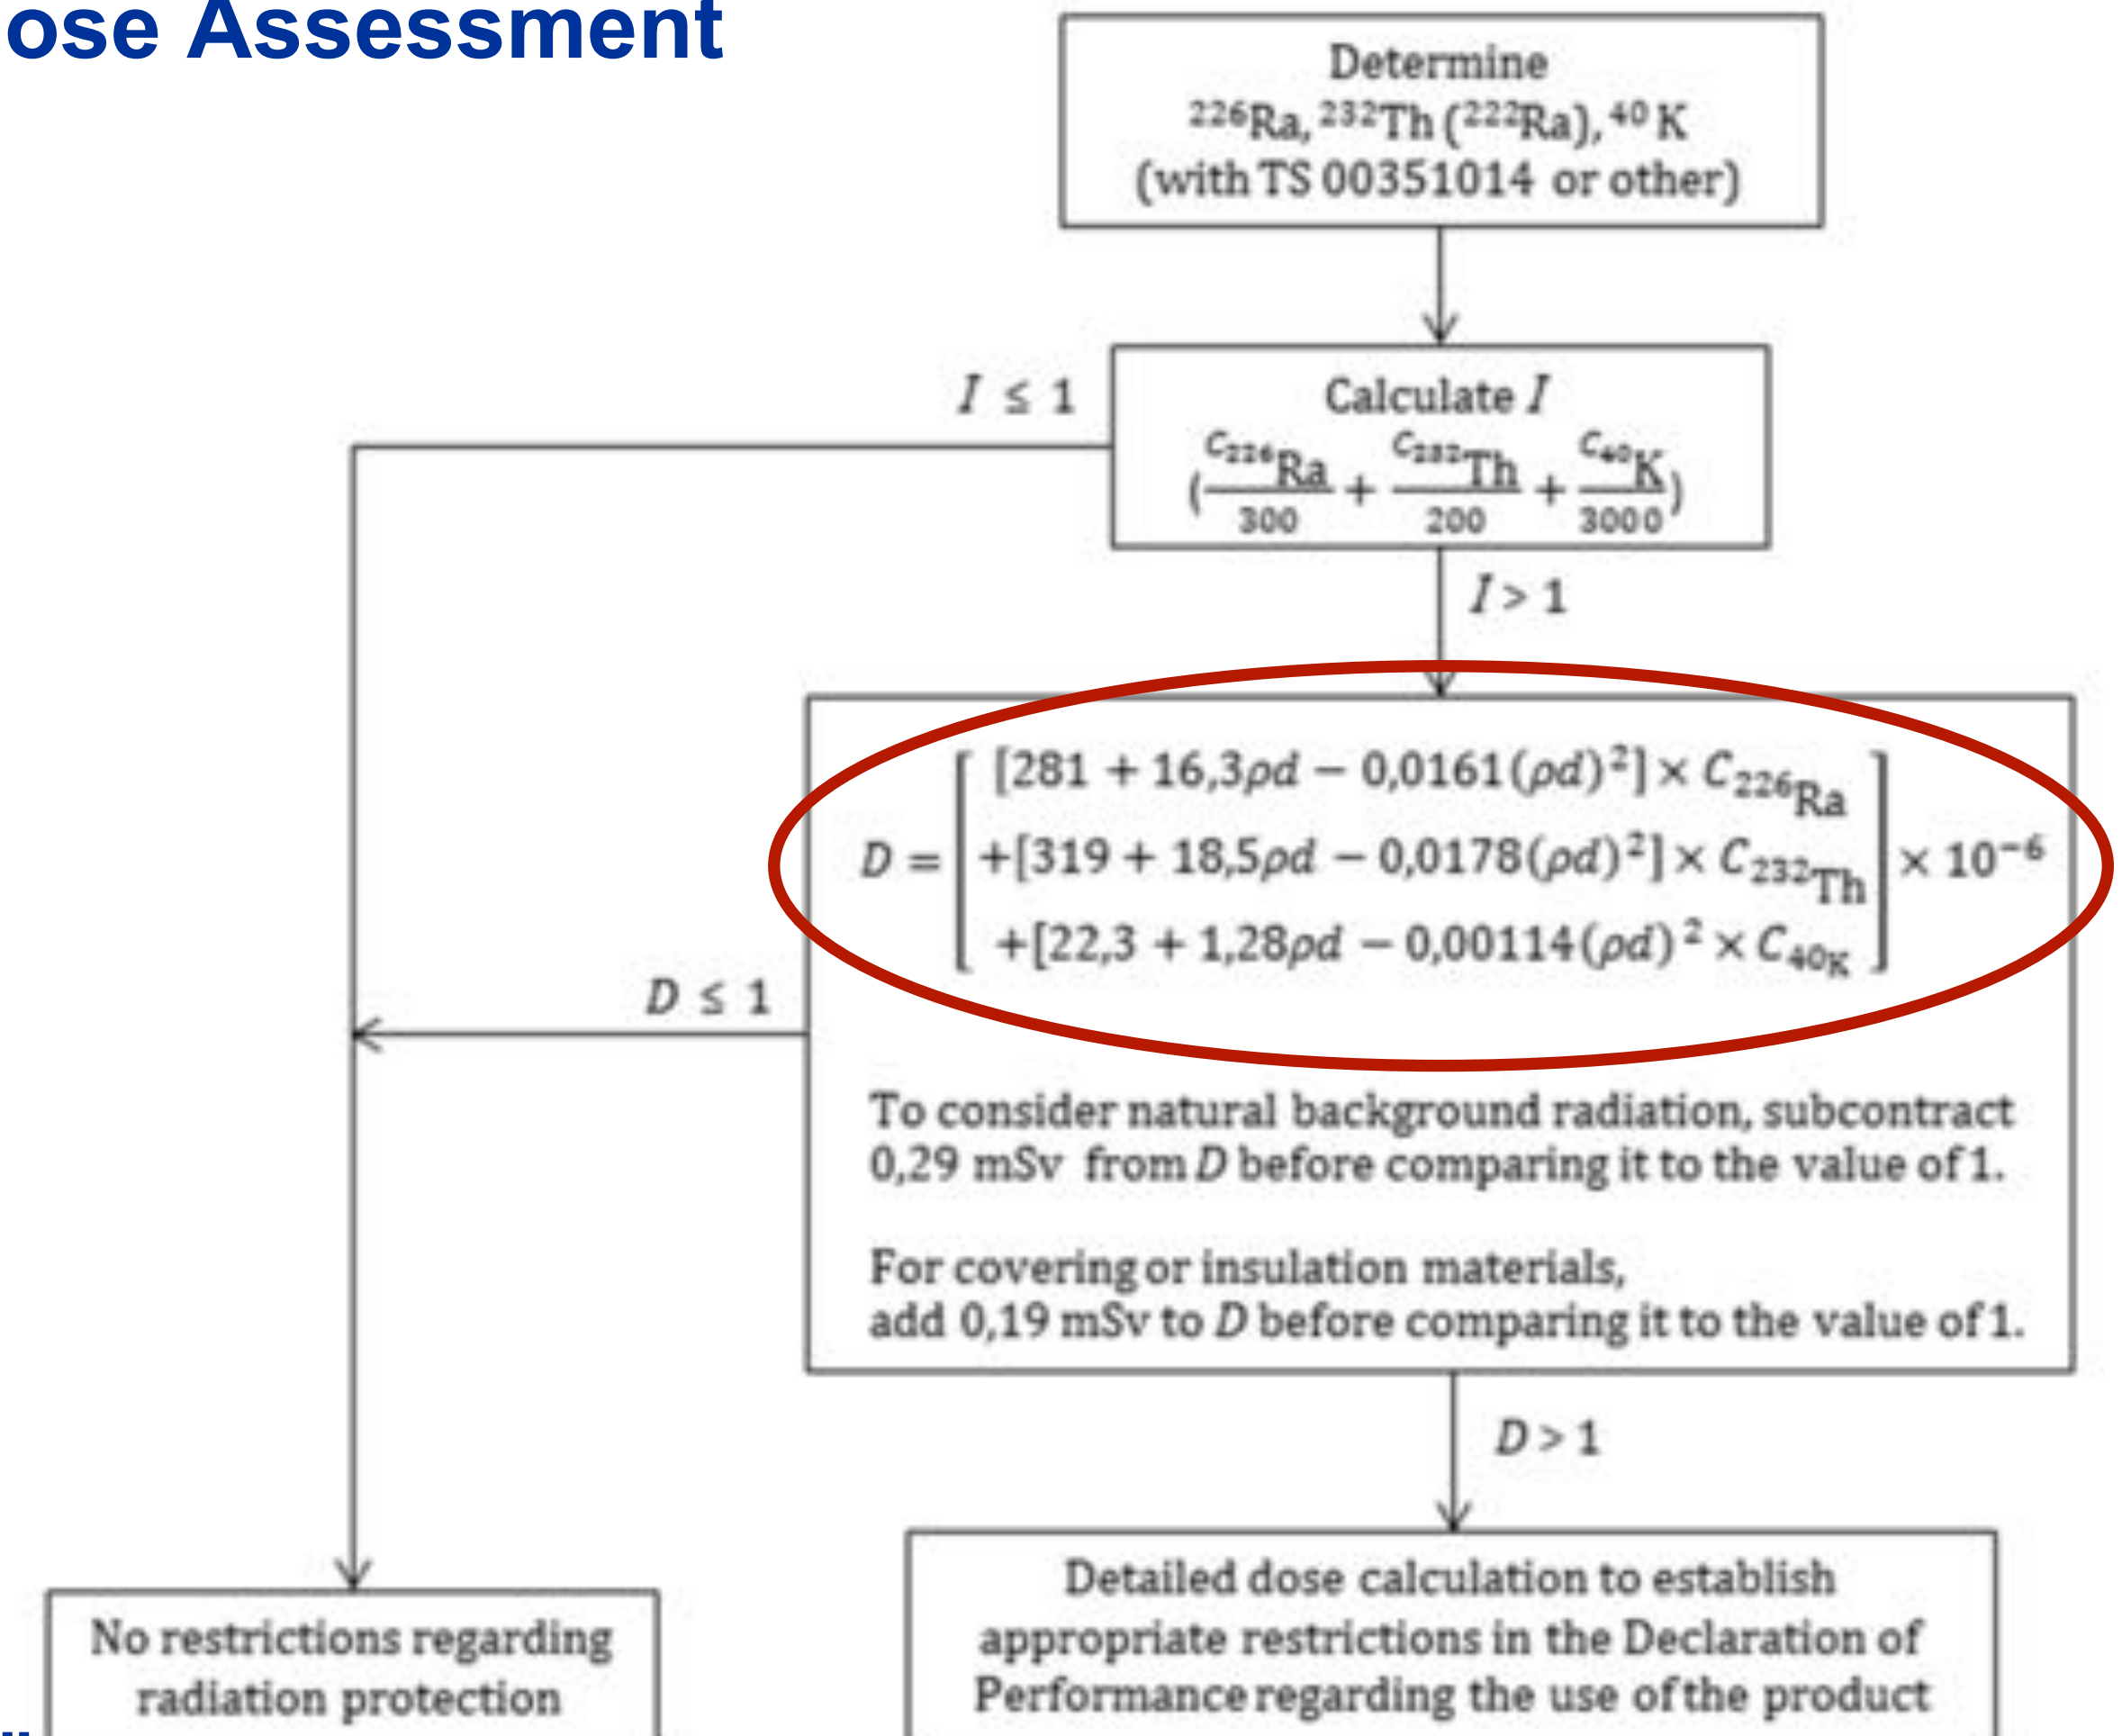 ose Assessment
Determine
²²⁶Ra, ²³²Th (²²²Ra), ⁴⁰ K
(with TS 00351014 or other)
I ≤ 1
Calculate I
(C₂₂₆Ra/300 + C₂₃₂Th/200 + C₄₀K/3000)
I > 1
[281 + 16,3ρd − 0,0161(ρd)²] × C₂₂₆Ra
D = +[319 + 18,5ρd − 0,0178(ρd)²] × C₂₃₂Th × 10⁻⁶
+[22,3 + 1,28ρd − 0,00114(ρd)² × C₄₀K
D ≤ 1
To consider natural background radiation, subcontract
0,29 mSv from D before comparing it to the value of 1.
For covering or insulation materials,
add 0,19 mSv to D before comparing it to the value of 1.
D > 1
Detailed dose calculation to establish
appropriate restrictions in the Declaration of
Performance regarding the use of the product
No restrictions regarding
radiation protection